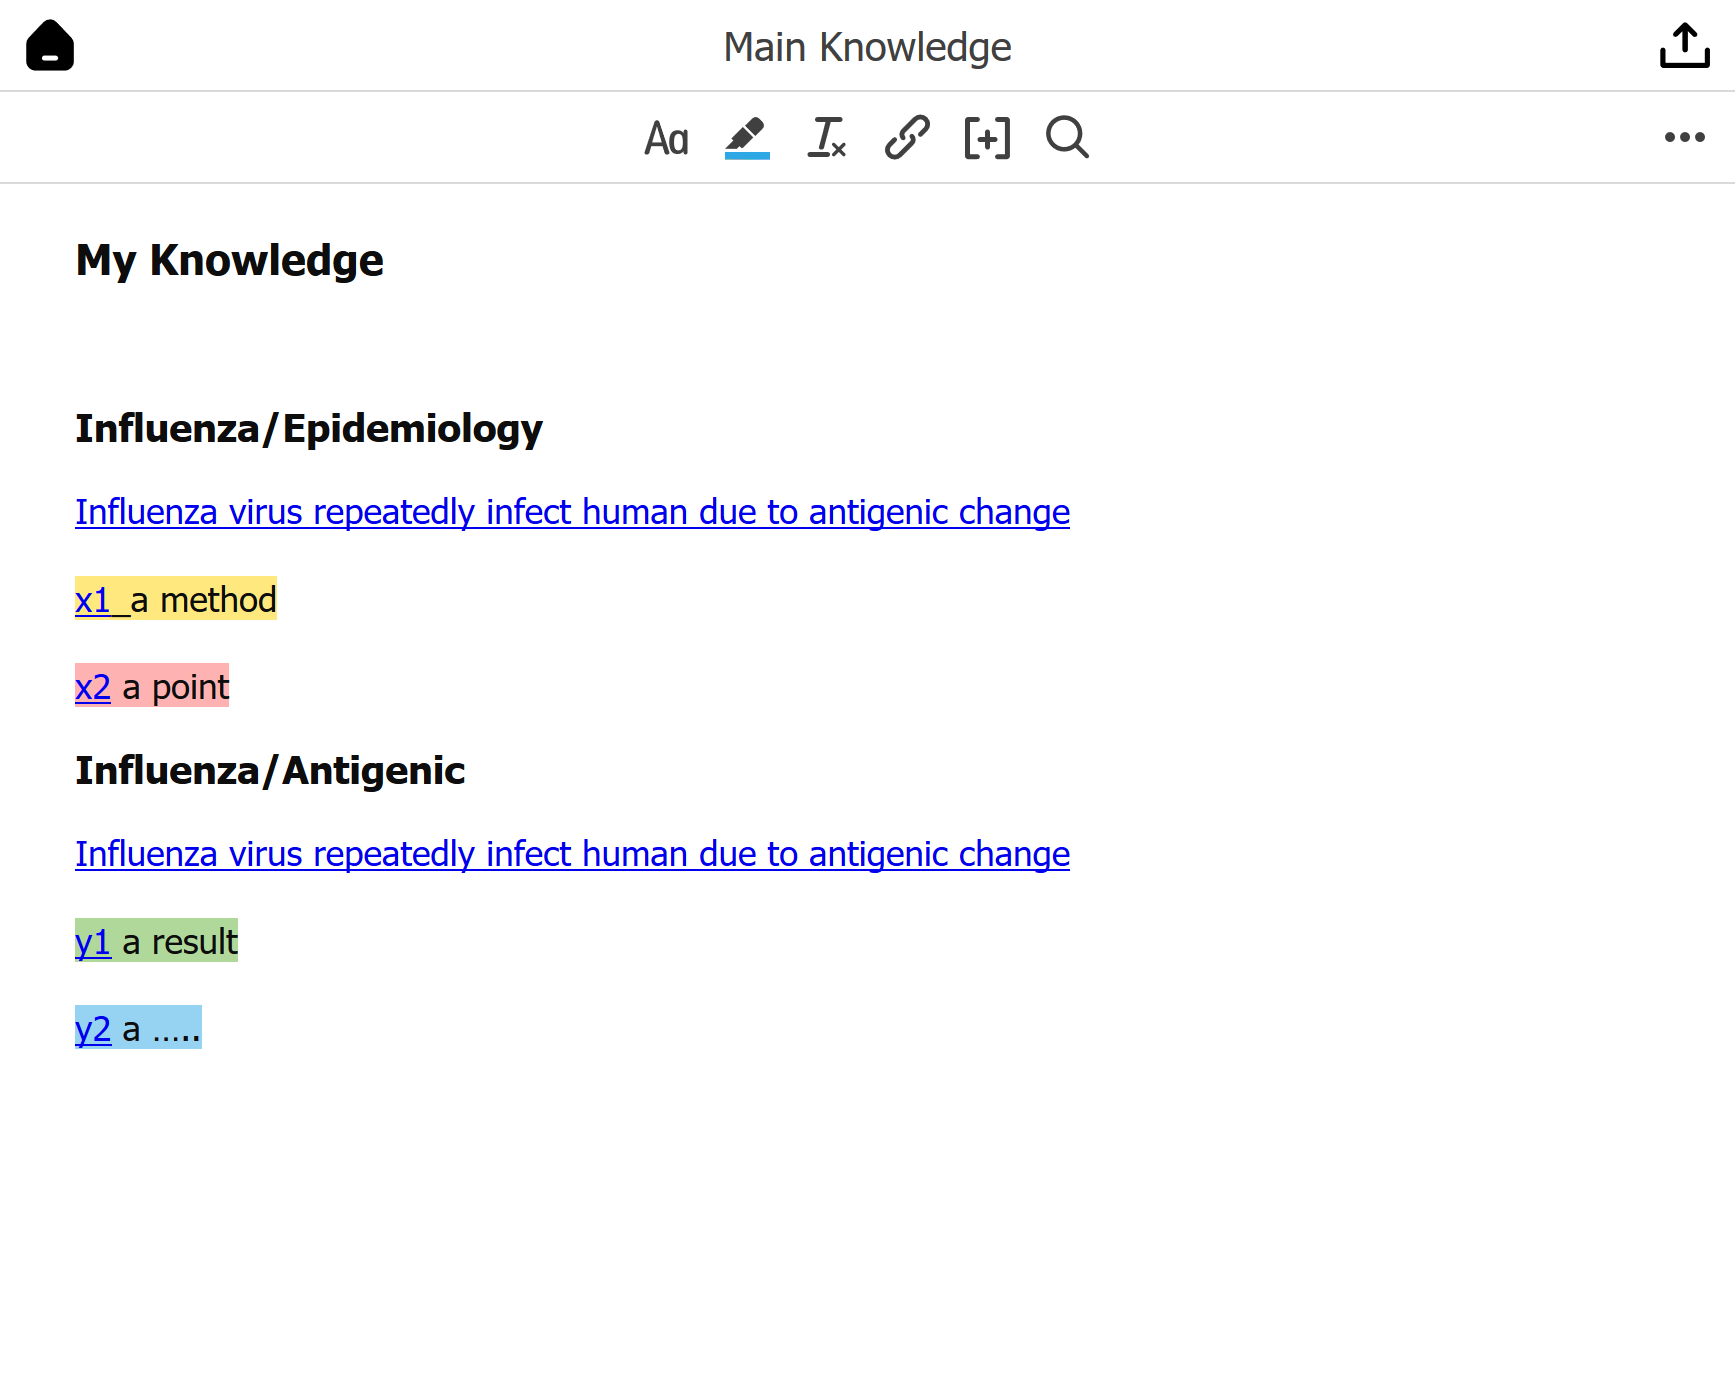 Main Knowledge
Aa
My Knowledge
Influenza/Epidemiology
Influenza virus repeatedly infect human due to antigenic change
x1_a method
x2 a point
Influenza/Antigenic
Influenza virus repeatedly infect human due to antigenic change
y1 a result
y2 a .....